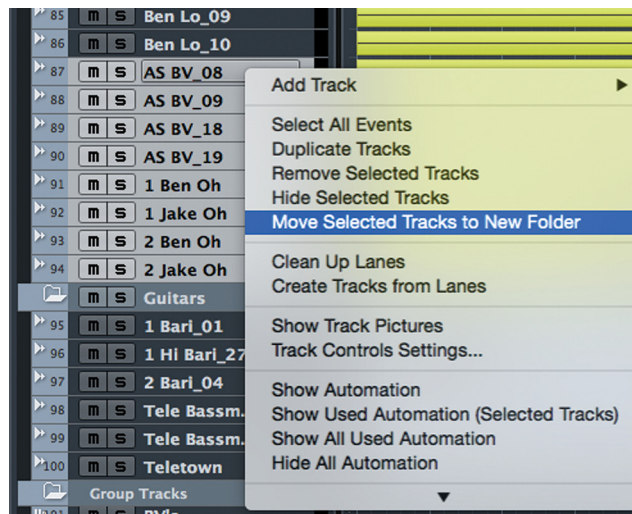 85 m S Ben Lo_09
86 m S Ben Lo_10
87 m S AS BV_08
88 m S AS BV_09
89 m S AS BV_18
90 m S AS BV_19
91 m S 1 Ben Oh
92 m S 1 Jake Oh
93 m S 2 Ben Oh
94 m S 2 Jake Oh
m S Guitars
95 m S 1 Bari_01
96 m S 1 Hi Bari_27
97 m S 2 Bari_04
98 m S Tele Bassm.
99 m S Tele Bassm.
100 m S Teletown
Group Tracks
Add Track
Select All Events
Duplicate Tracks
Remove Selected Tracks
Hide Selected Tracks
Move Selected Tracks to New Folder
Clean Up Lanes
Create Tracks from Lanes
Show Track Pictures
Track Controls Settings...
Show Automation
Show Used Automation (Selected Tracks)
Show All Used Automation
Hide All Automation